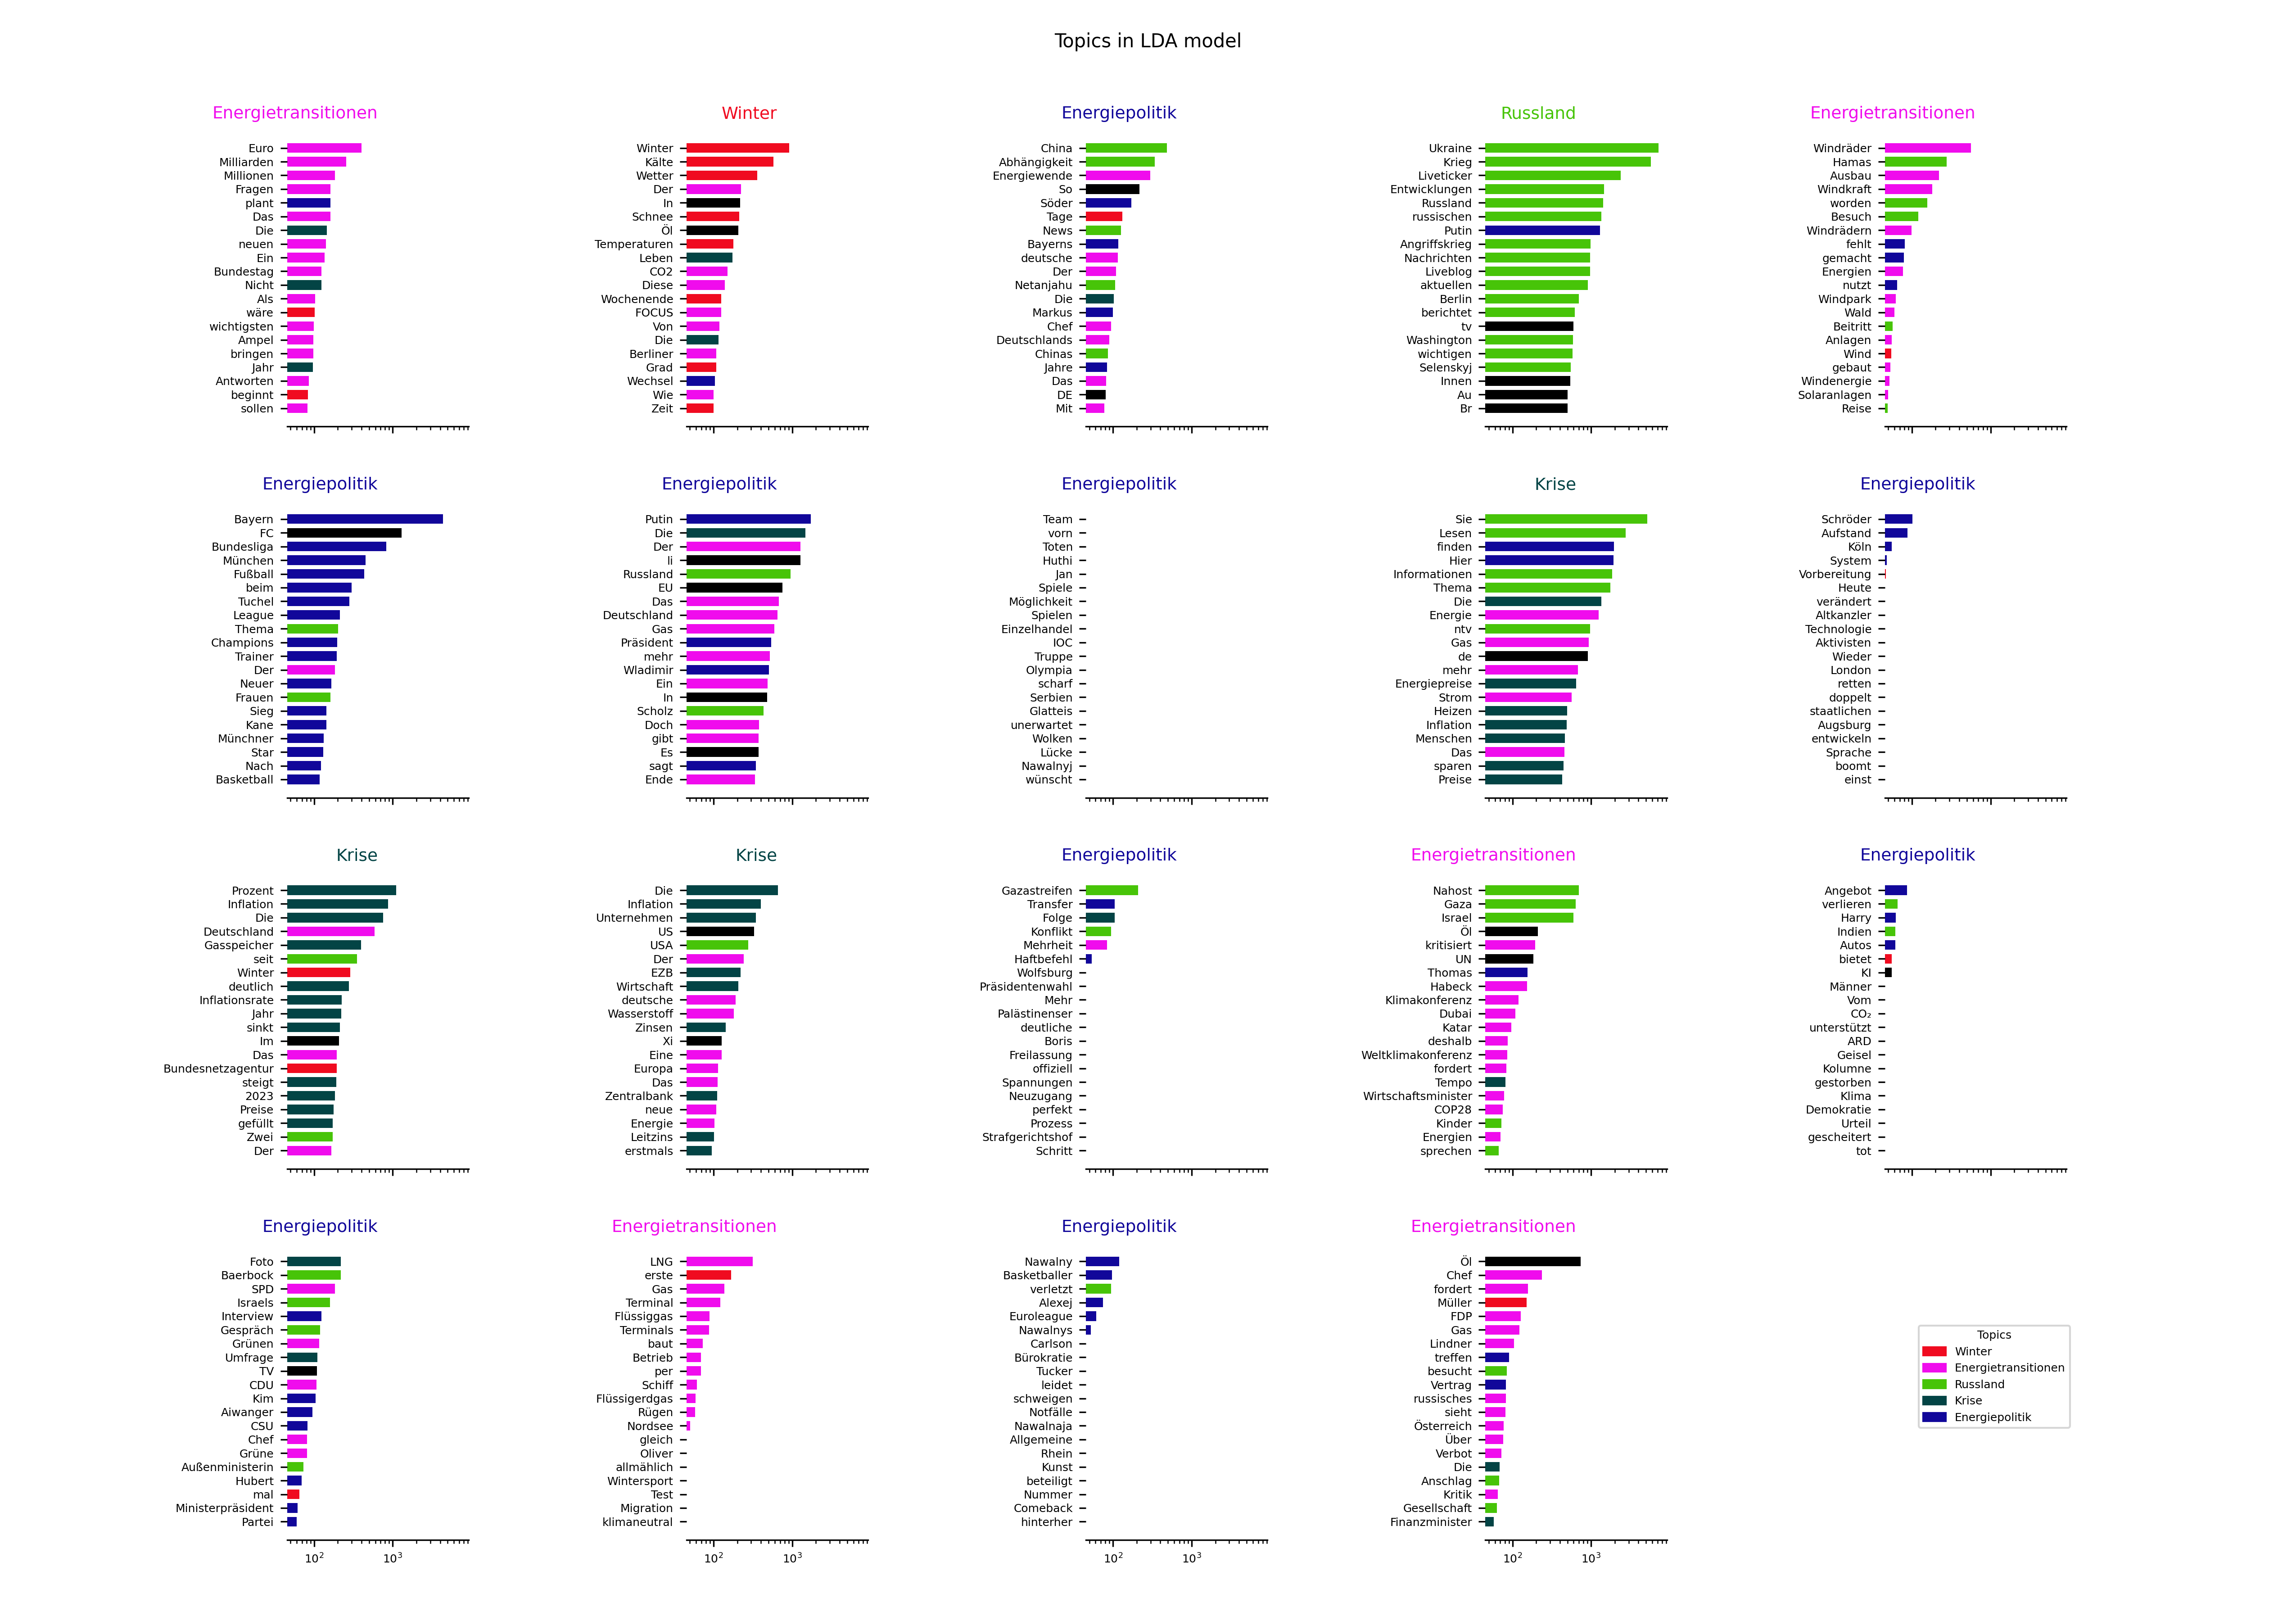 Topics in LDA model
Energietransitionen
Euro
Milliarden
Millionen
Fragen
plant
Das
Die
neuen
Ein
Bundestag
Nicht
Als
wäre
wichtigsten
Ampel
bringen
Jahr
Antworten
beginnt
sollen
Winter
Winter
Kälte
Wetter
Der
In
Schnee
Öl
Temperaturen
Leben
CO2
Diese
Wochenende
FOCUS
Von
Die
Berliner
Grad
Wechsel
Wie
Zeit
Energiepolitik
China
Abhängigkeit
Energiewende
So
Söder
Tage
News
Bayerns
deutsche
Der
Netanjahu
Die
Markus
Chef
Deutschlands
Chinas
Jahre
Das
DE
Mit
Russland
Ukraine
Krieg
Liveticker
Entwicklungen
Russland
russischen
Putin
Angriffskrieg
Nachrichten
Liveblog
aktuellen
Berlin
berichtet
tv
Washington
wichtigen
Selenskyj
Innen
Au
Br
Energietransitionen
Windräder
Hamas
Ausbau
Windkraft
worden
Besuch
Windrädern
fehlt
gemacht
Energien
nutzt
Windpark
Wald
Beitritt
Anlagen
Wind
gebaut
Windenergie
Solaranlagen
Reise
Energiepolitik
Bayern
FC
Bundesliga
München
Fußball
beim
Tuchel
League
Thema
Champions
Trainer
Der
Neuer
Frauen
Sieg
Kane
Münchner
Star
Nach
Basketball
Energiepolitik
Putin
Die
Der
li
Russland
EU
Das
Deutschland
Gas
Präsident
mehr
Wladimir
Ein
In
Scholz
Doch
gibt
Es
sagt
Ende
Energiepolitik
Team
vorn
Toten
Huthi
Jan
Spiele
Möglichkeit
Spielen
Einzelhandel
IOC
Truppe
Olympia
scharf
Serbien
Glatteis
unerwartet
Wolken
Lücke
Nawalnyj
wünscht
Krise
Sie
Lesen
finden
Hier
Informationen
Thema
Die
Energie
ntv
Gas
de
mehr
Energiepreise
Strom
Heizen
Inflation
Menschen
Das
sparen
Preise
Energiepolitik
Schröder
Aufstand
Köln
System
Vorbereitung
Heute
verändert
Altkanzler
Technologie
Aktivisten
Wieder
London
retten
doppelt
staatlichen
Augsburg
entwickeln
Sprache
boomt
einst
Krise
Prozent
Inflation
Die
Deutschland
Gasspeicher
seit
Winter
deutlich
Inflationsrate
Jahr
sinkt
Im
Das
Bundesnetzagentur
steigt
2023
Preise
gefüllt
Zwei
Der
Krise
Die
Inflation
Unternehmen
US
USA
Der
EZB
Wirtschaft
deutsche
Wasserstoff
Zinsen
Xi
Eine
Europa
Das
Zentralbank
neue
Energie
Leitzins
erstmals
Energiepolitik
Gazastreifen
Transfer
Folge
Konflikt
Mehrheit
Haftbefehl
Wolfsburg
Präsidentenwahl
Mehr
Palästinenser
deutliche
Boris
Freilassung
offiziell
Spannungen
Neuzugang
perfekt
Prozess
Strafgerichtshof
Schritt
Energietransitionen
Nahost
Gaza
Israel
Öl
kritisiert
UN
Thomas
Habeck
Klimakonferenz
Dubai
Katar
deshalb
Weltklimakonferenz
fordert
Tempo
Wirtschaftsminister
COP28
Kinder
Energien
sprechen
Energiepolitik
Angebot
verlieren
Harry
Indien
Autos
bietet
KI
Männer
Vom
CO₂
unterstützt
ARD
Geisel
Kolumne
gestorben
Klima
Demokratie
Urteil
gescheitert
tot
Energiepolitik
Foto
Baerbock
SPD
Israels
Interview
Gespräch
Grünen
Umfrage
TV
CDU
Kim
Aiwanger
CSU
Chef
Grüne
Außenministerin
Hubert
mal
Ministerpräsident
Partei
10² 10³
Energietransitionen
LNG
erste
Gas
Terminal
Flüssiggas
Terminals
baut
Betrieb
per
Schiff
Flüssigerdgas
Rügen
Nordsee
gleich
Oliver
allmählich
Wintersport
Test
Migration
klimaneutral
10² 10³
Energiepolitik
Nawalny
Basketballer
verletzt
Alexej
Euroleague
Nawalnys
Carlson
Bürokratie
Tucker
leidet
schweigen
Notfälle
Nawalnaja
Allgemeine
Rhein
Kunst
beteiligt
Nummer
Comeback
hinterher
10² 10³
Energietransitionen
Öl
Chef
fordert
Müller
FDP
Gas
Lindner
treffen
besucht
Vertrag
russisches
sieht
Österreich
Über
Verbot
Die
Anschlag
Kritik
Gesellschaft
Finanzminister
10² 10³
Topics
Winter
Energietransitionen
Russland
Krise
Energiepolitik